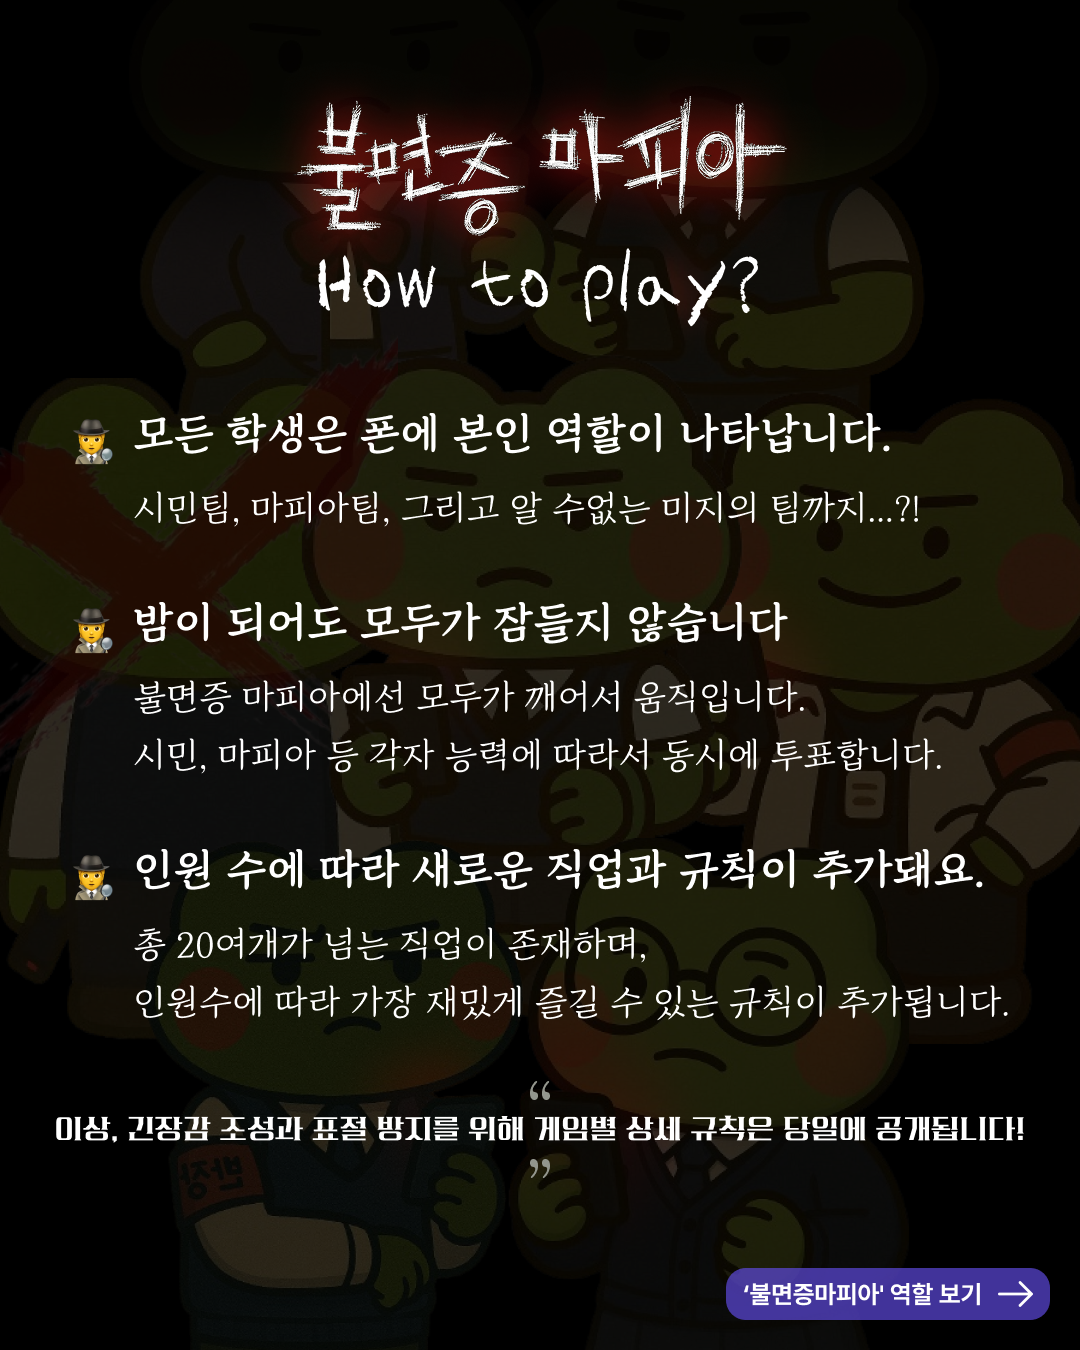 불면증 마피아
How to play?
모든 학생은 폰에 본인 역할이 나타납니다.
시민팀, 마피아팀, 그리고 알 수없는 미지의 팀까지...?!
밤이 되어도 모두가 잠들지 않습니다
불면증 마피아에선 모두가 깨어서 움직입니다.
시민, 마피아 등 각자 능력에 따라서 동시에 투표합니다.
인원 수에 따라 새로운 직업과 규칙이 추가돼요.
총 20여개가 넘는 직업이 존재하며,
인원수에 따라 가장 재밌게 즐길 수 있는 규칙이 추가됩니다.
“
이상, 긴장감 조성과 표절 방지를 위해 게임별 상세 규칙은 당일에 공개됩니다!
”
‘불면증마피아' 역할 보기 →